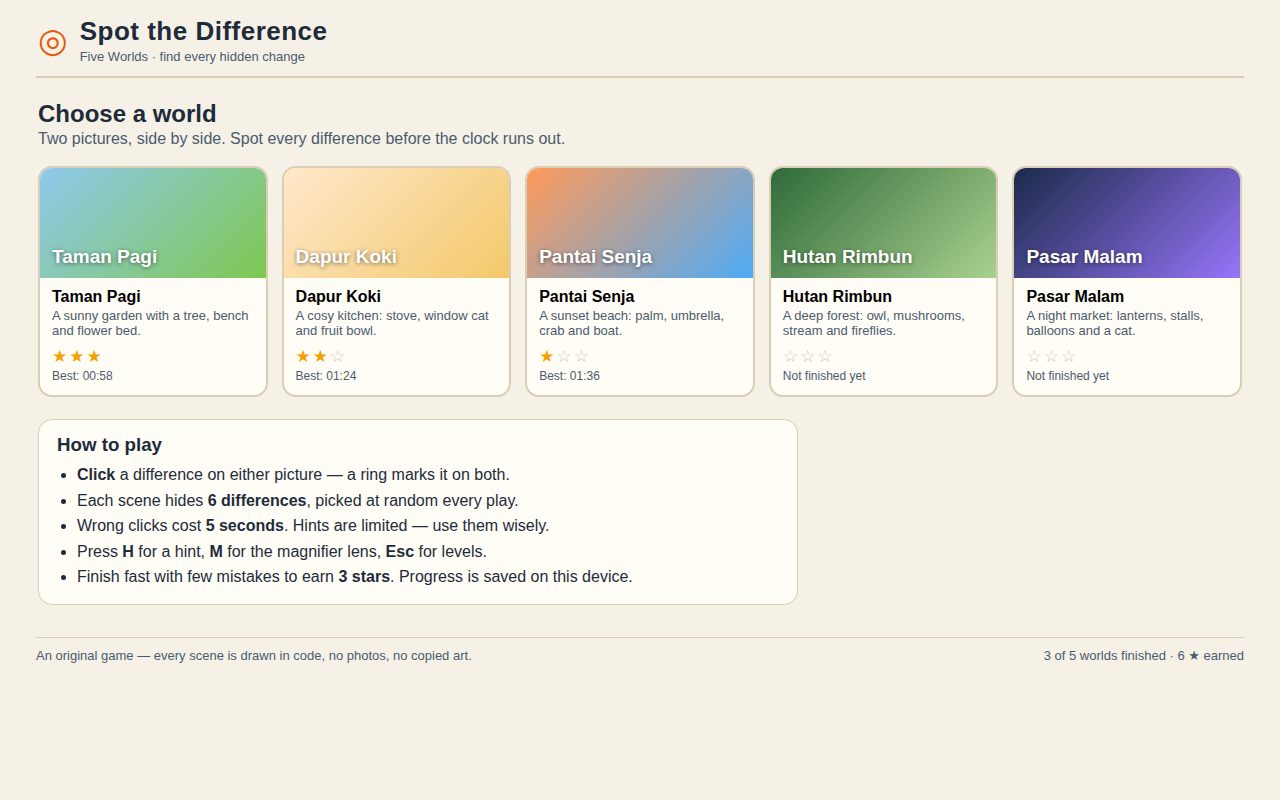 Spot the Difference
Five Worlds · find every hidden change
Choose a world
Two pictures, side by side. Spot every difference before the clock runs out.
Taman Pagi
Taman Pagi
A sunny garden with a tree, bench
and flower bed.
★★★
Best: 00:58
Dapur Koki
Dapur Koki
A cosy kitchen: stove, window cat
and fruit bowl.
★★☆
Best: 01:24
Pantai Senja
Pantai Senja
A sunset beach: palm, umbrella,
crab and boat.
★☆☆
Best: 01:36
Hutan Rimbun
Hutan Rimbun
A deep forest: owl, mushrooms,
stream and fireflies.
☆☆☆
Not finished yet
Pasar Malam
Pasar Malam
A night market: lanterns, stalls,
balloons and a cat.
☆☆☆
Not finished yet
How to play
• Click a difference on either picture — a ring marks it on both.
• Each scene hides 6 differences, picked at random every play.
• Wrong clicks cost 5 seconds. Hints are limited — use them wisely.
• Press H for a hint, M for the magnifier lens, Esc for levels.
• Finish fast with few mistakes to earn 3 stars. Progress is saved on this device.
An original game — every scene is drawn in code, no photos, no copied art.
3 of 5 worlds finished · 6 ★ earned